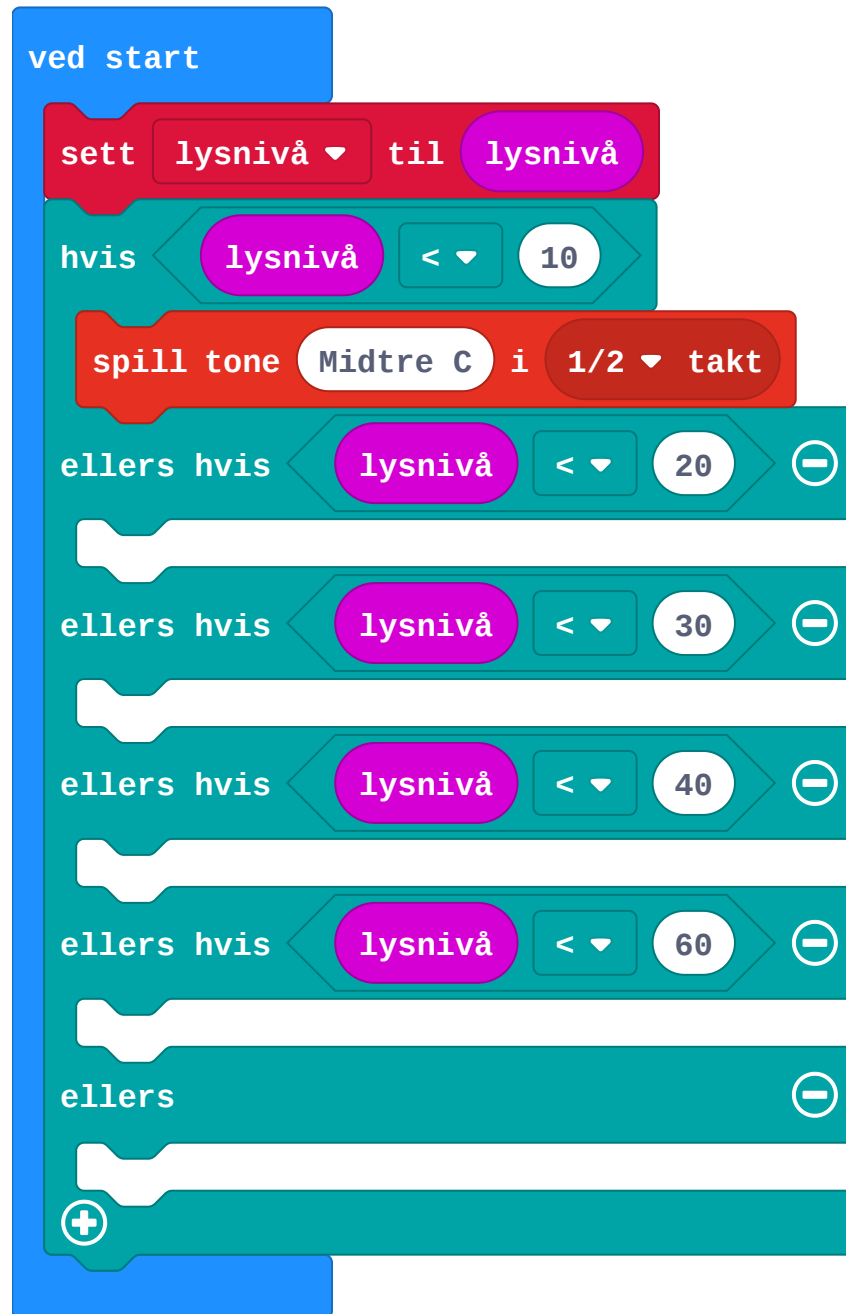 ved start
sett lysnivå til lysnivå
hvis lysnivå < 10
spill tone Midtre C i 1/2 takt
ellers hvis lysnivå < 20
ellers hvis lysnivå < 30
ellers hvis lysnivå < 40
ellers hvis lysnivå < 60
ellers